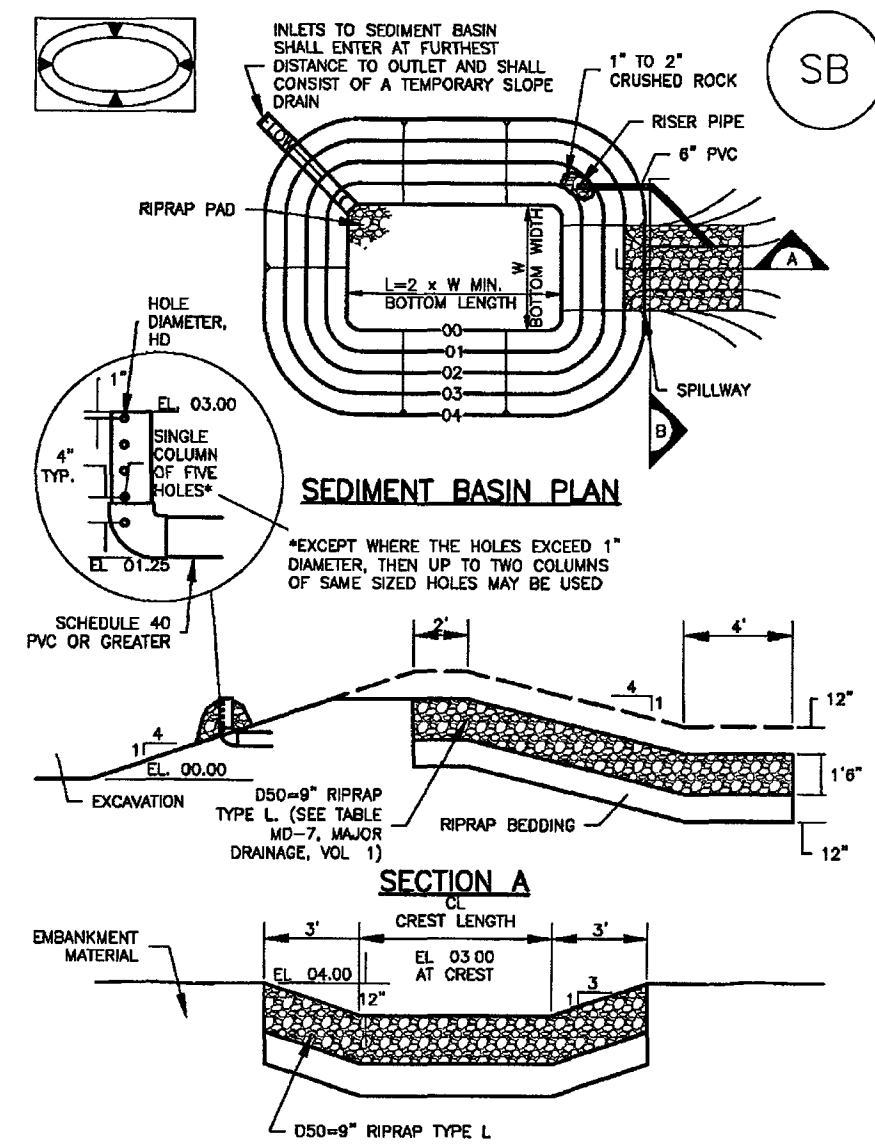 INLETS TO SEDIMENT BASIN
SHALL ENTER AT FURTHEST
DISTANCE TO OUTLET AND SHALL
CONSIST OF A TEMPORARY SLOPE
DRAIN
1" TO 2"
CRUSHED ROCK
SB
RISER PIPE
6" PVC
FLOW
RIPRAP PAD
L=2 x W MIN.
BOTTOM LENGTH
W
BOTTOM WIDTH
A
00
01
02
03
04
SPILLWAY
B
HOLE
DIAMETER,
HD
1"
EL. 03.00
4"
TYP.
SINGLE
COLUMN
OF FIVE
HOLES*
EL 01.25
SEDIMENT BASIN PLAN
*EXCEPT WHERE THE HOLES EXCEED 1"
DIAMETER, THEN UP TO TWO COLUMNS
OF SAME SIZED HOLES MAY BE USED
SCHEDULE 40
PVC OR GREATER
2'
4'
4
1
12"
4
1
EL. 00.00
EXCAVATION
1'6"
D50=9" RIPRAP
TYPE L. (SEE TABLE
MD-7, MAJOR
DRAINAGE, VOL 1)
RIPRAP BEDDING
12"
SECTION A
CL
CREST LENGTH
3'
3'
EMBANKMENT
MATERIAL
EL 04.00
EL 03 00
AT CREST
12"
3
1
D50=9" RIPRAP TYPE L